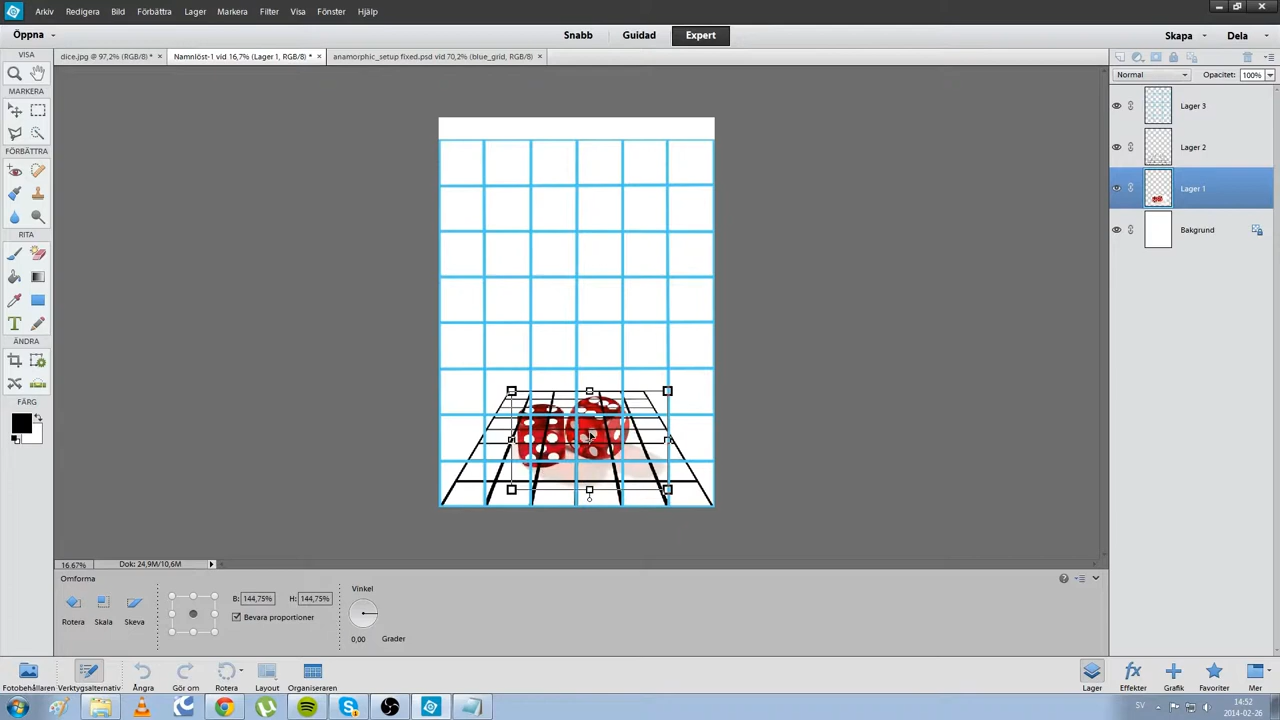 Arkiv Redigera Bild Förbättra Lager Markera Filter Visa Fönster Hjälp
Öppna Snabb Guidad Expert Skapa Dela
VISA dice.jpg @ 97,2% (RGB/8) * × Namnlöst-1 vid 16,7% (Lager 1, RGB/8) * × anamorphic_setup fixed.psd vid 70,2% (blue_grid, RGB/8) ×
Normal Opacitet: 100%
MARKERA
Lager 3
FÖRBÄTTRA
Lager 2
Lager 1
RITA
Bakgrund
ÄNDRA
FÄRG
16,67% Dok: 24,9M/10,6M
Omforma
Vinkel
B: 144,75% H: 144,75%
Rotera Skala Skeva Bevara proportioner
0,00 Grader
Fotobehållaren Verktygsalternativ Ångra Gör om Rotera Layout Organiseraren Lager Effekter Grafik Favoriter Mer
SV 14:52
2014-02-26